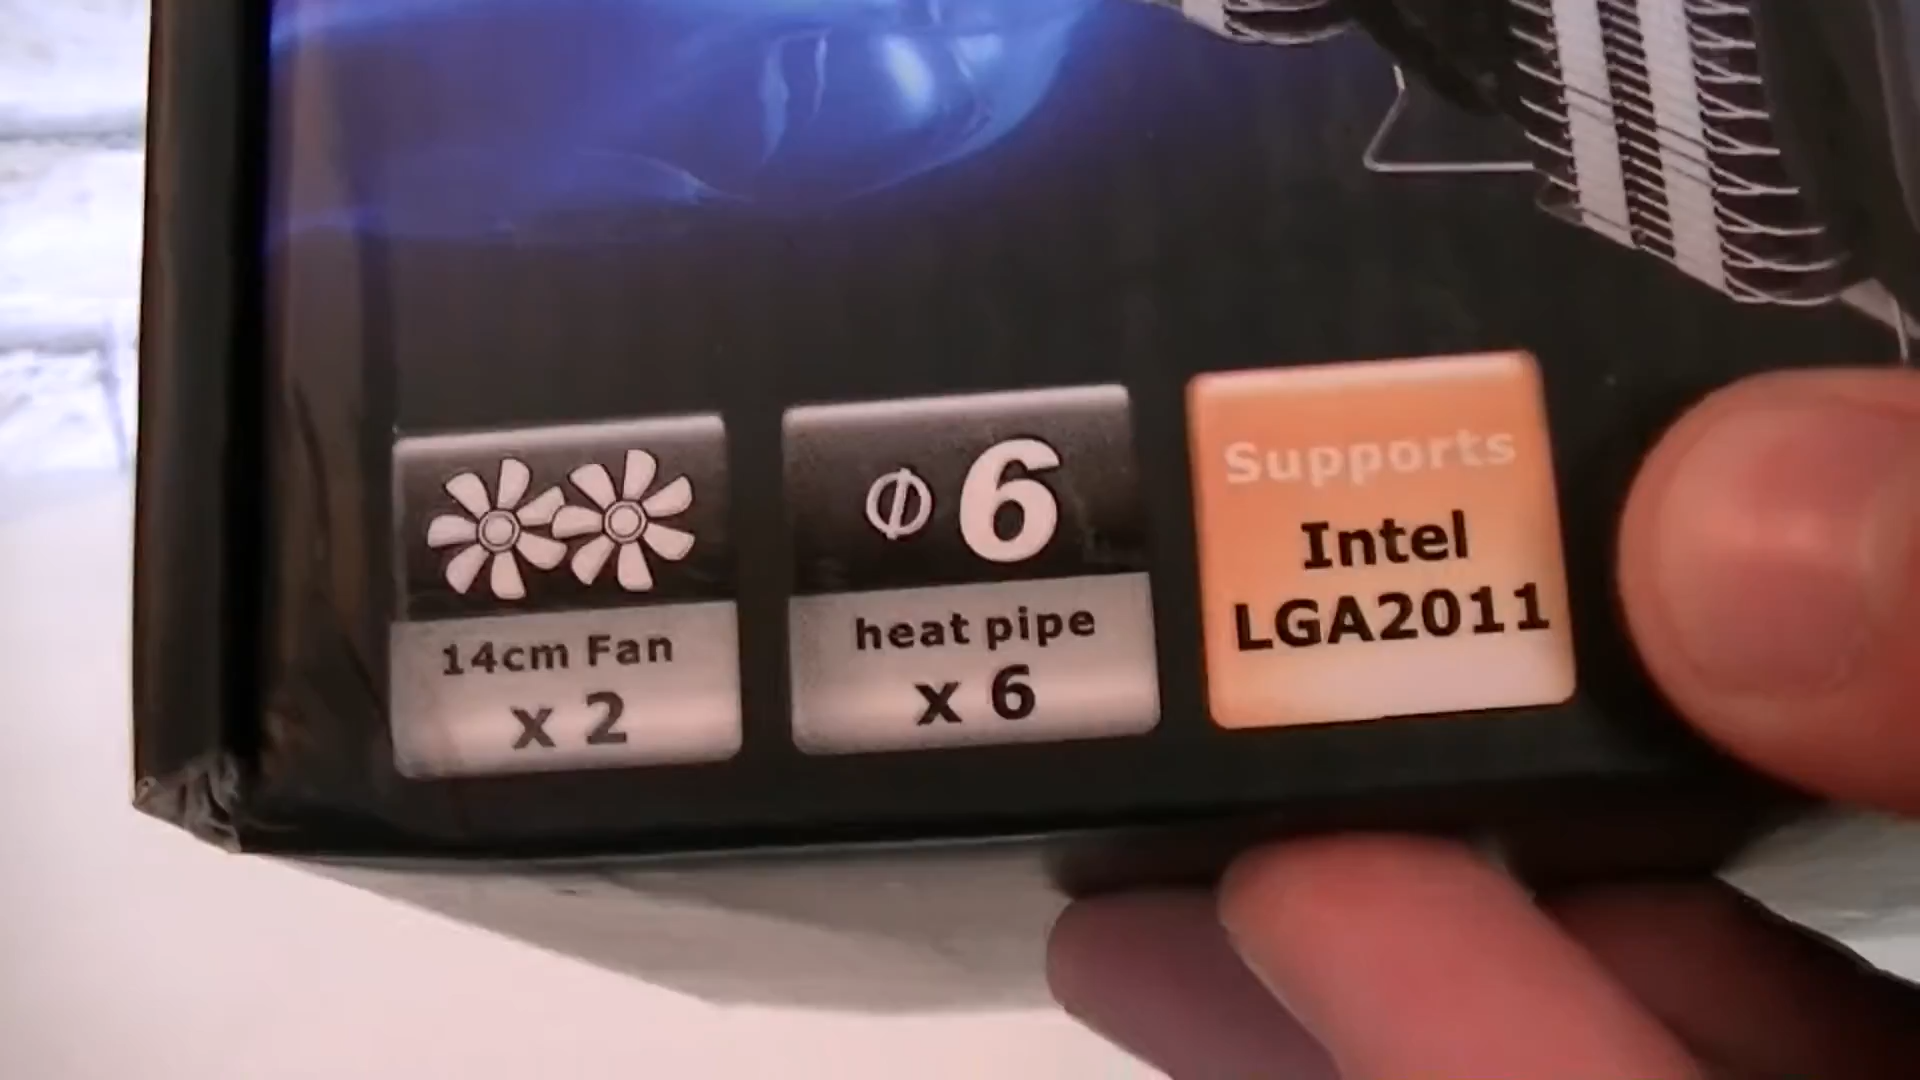 14cm Fan
x 2
⌀ 6
heat pipe
x 6
Supports
Intel
LGA2011